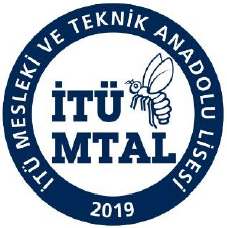 İTÜ MESLEKİ VE TEKNİK ANADOLU LİSESİ
İTÜ
MTAL
2019